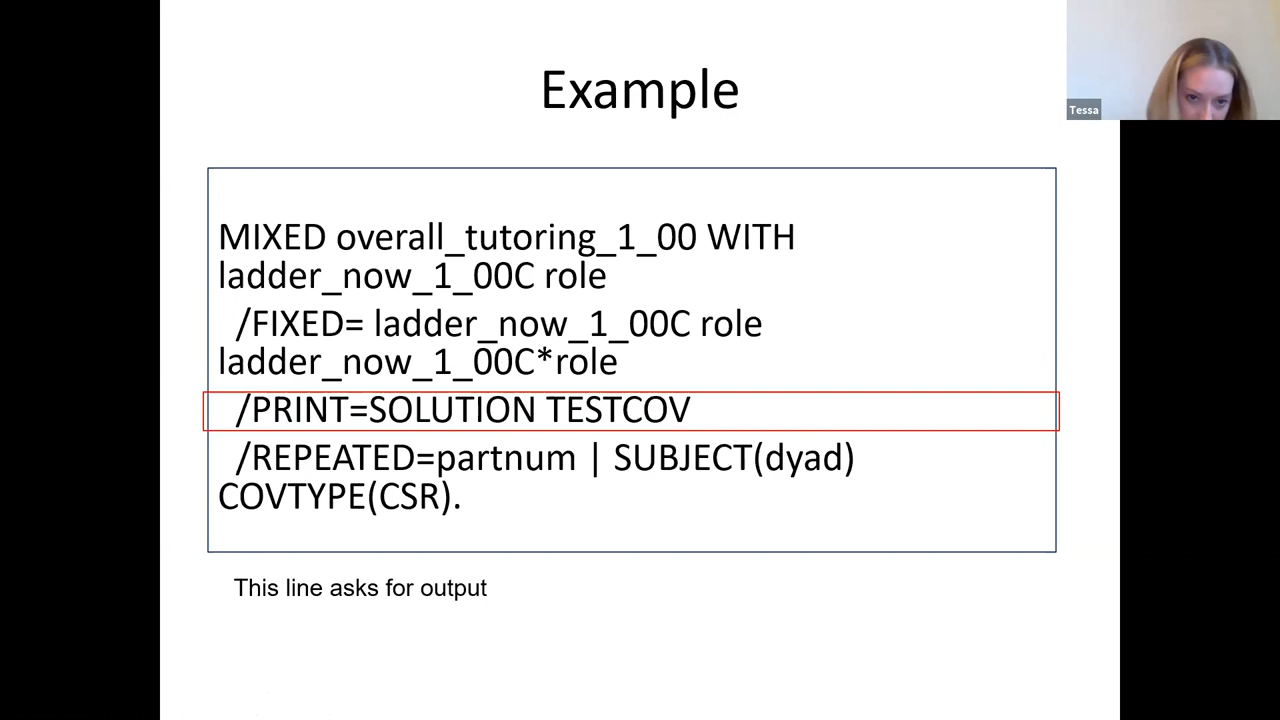 Example
Tessa
MIXED overall_tutoring_1_00 WITH
ladder_now_1_00C role
/FIXED= ladder_now_1_00C role
ladder_now_1_00C*role
/PRINT=SOLUTION TESTCOV
/REPEATED=partnum | SUBJECT(dyad)
COVTYPE(CSR).
This line asks for output